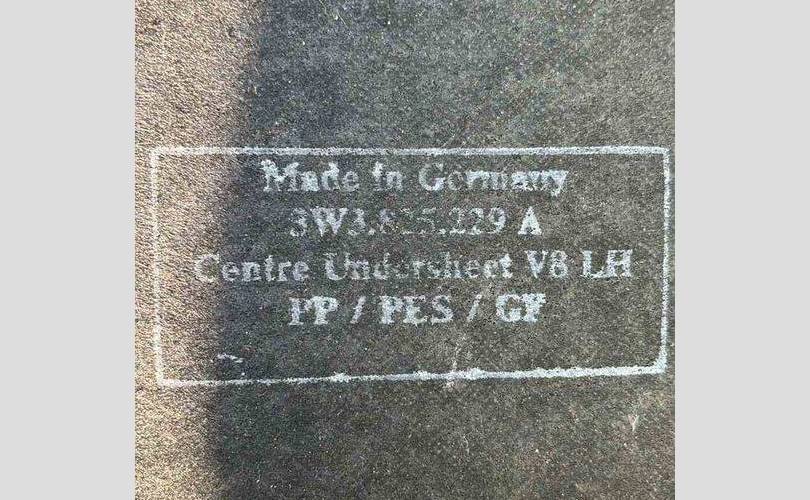 Made in Germany
3W3.825.229 A
Centre Undersheet V8 LH
PP / PES / GF